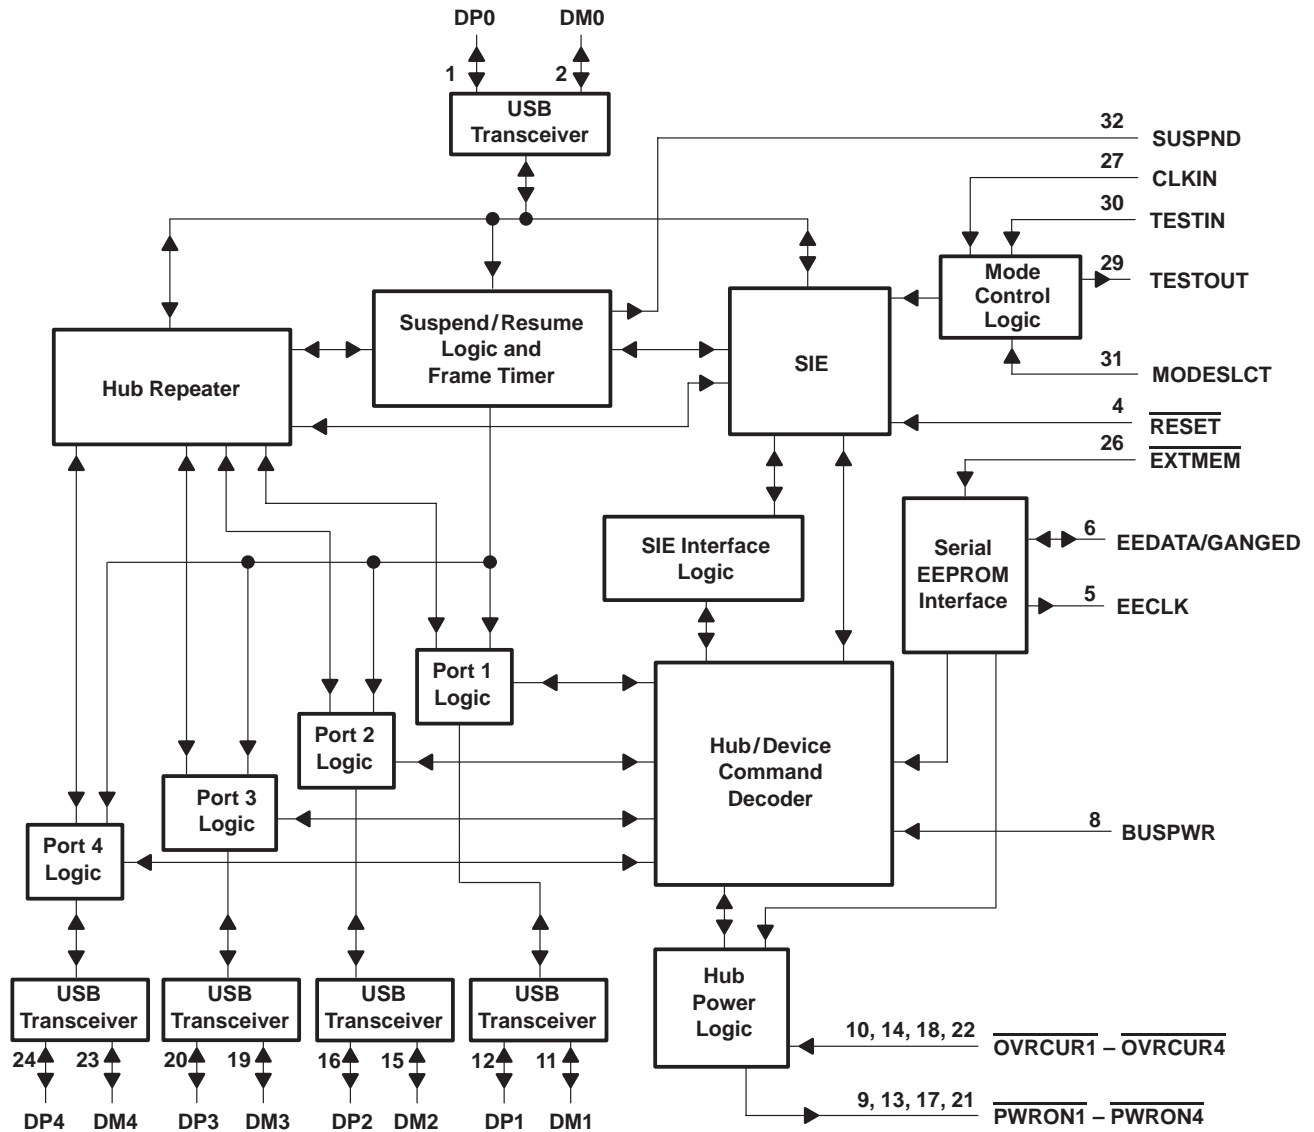 DP0 DM0
1 2
USB
Transceiver
32
SUSPND
27
CLKIN
30
TESTIN
29
TESTOUT
Mode
Control
Logic
31
MODESLCT
Suspend/Resume
Logic and
Frame Timer
SIE
Hub Repeater
4
RESET
26
EXTMEM
SIE Interface
Logic
Serial
EEPROM
Interface
6
EEDATA/GANGED
5
EECLK
Port 1
Logic
Port 2
Logic
Port 3
Logic
Port 4
Logic
Hub/Device
Command
Decoder
8
BUSPWR
USB
Transceiver
USB
Transceiver
USB
Transceiver
USB
Transceiver
Hub
Power
Logic
24 23 20 19 16 15 12 11
DP4 DM4 DP3 DM3 DP2 DM2 DP1 DM1
10, 14, 18, 22
OVRCUR1 – OVRCUR4
9, 13, 17, 21
PWRON1 – PWRON4